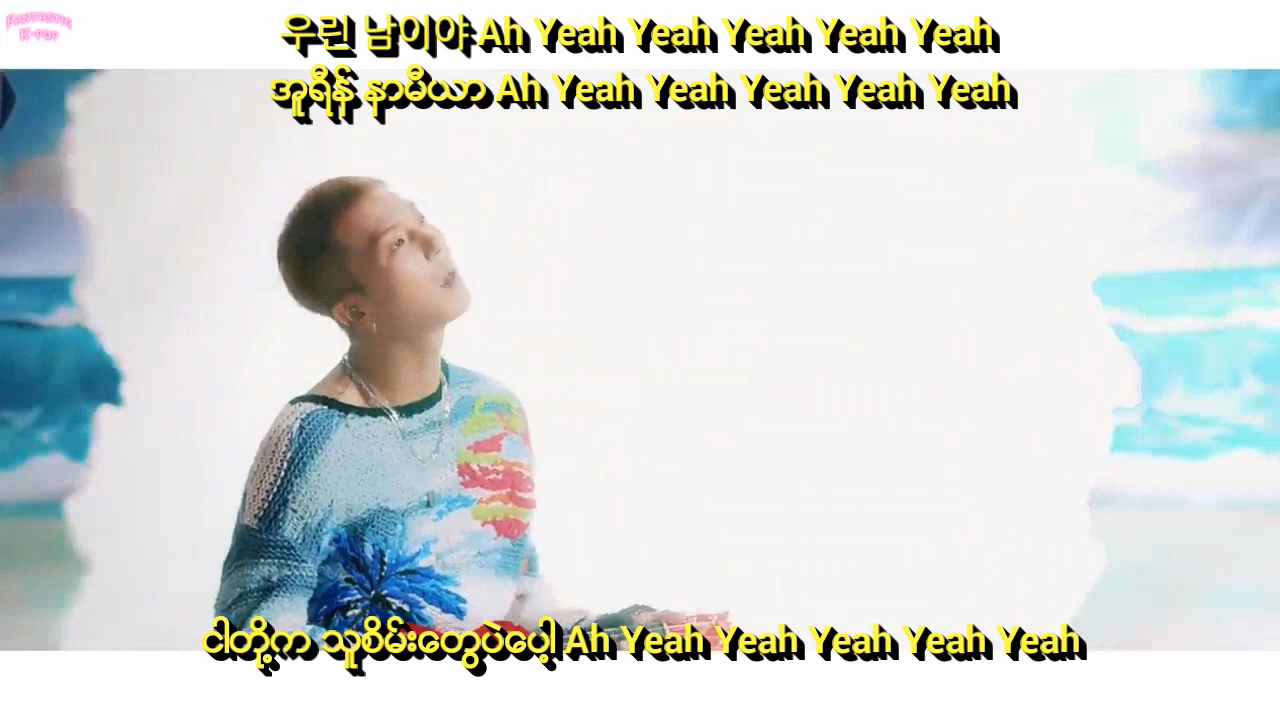 Fantastic
K-pop
우린 남이야 Ah Yeah Yeah Yeah Yeah Yeah
အူရီန် နာမီယာ Ah Yeah Yeah Yeah Yeah Yeah
ငါတို့က သူစိမ်းတွေပဲပေါ့ Ah Yeah Yeah Yeah Yeah Yeah